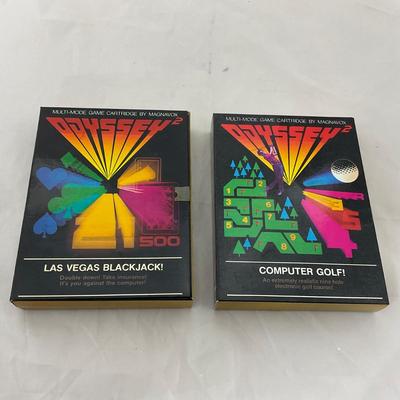 MULTI-MODE GAME CARTRIDGE BY MAGNAVOX
ODYSSEY2
21
500
LAS VEGAS BLACKJACK!
Double down! Take insurance!
It's you against the computer!
MULTI-MODE GAME CARTRIDGE BY MAGNAVOX
ODYSSEY2
1
2
3
4
5
6
7
8
9
COMPUTER GOLF!
An extremely realistic nine hole
electronic golf course!